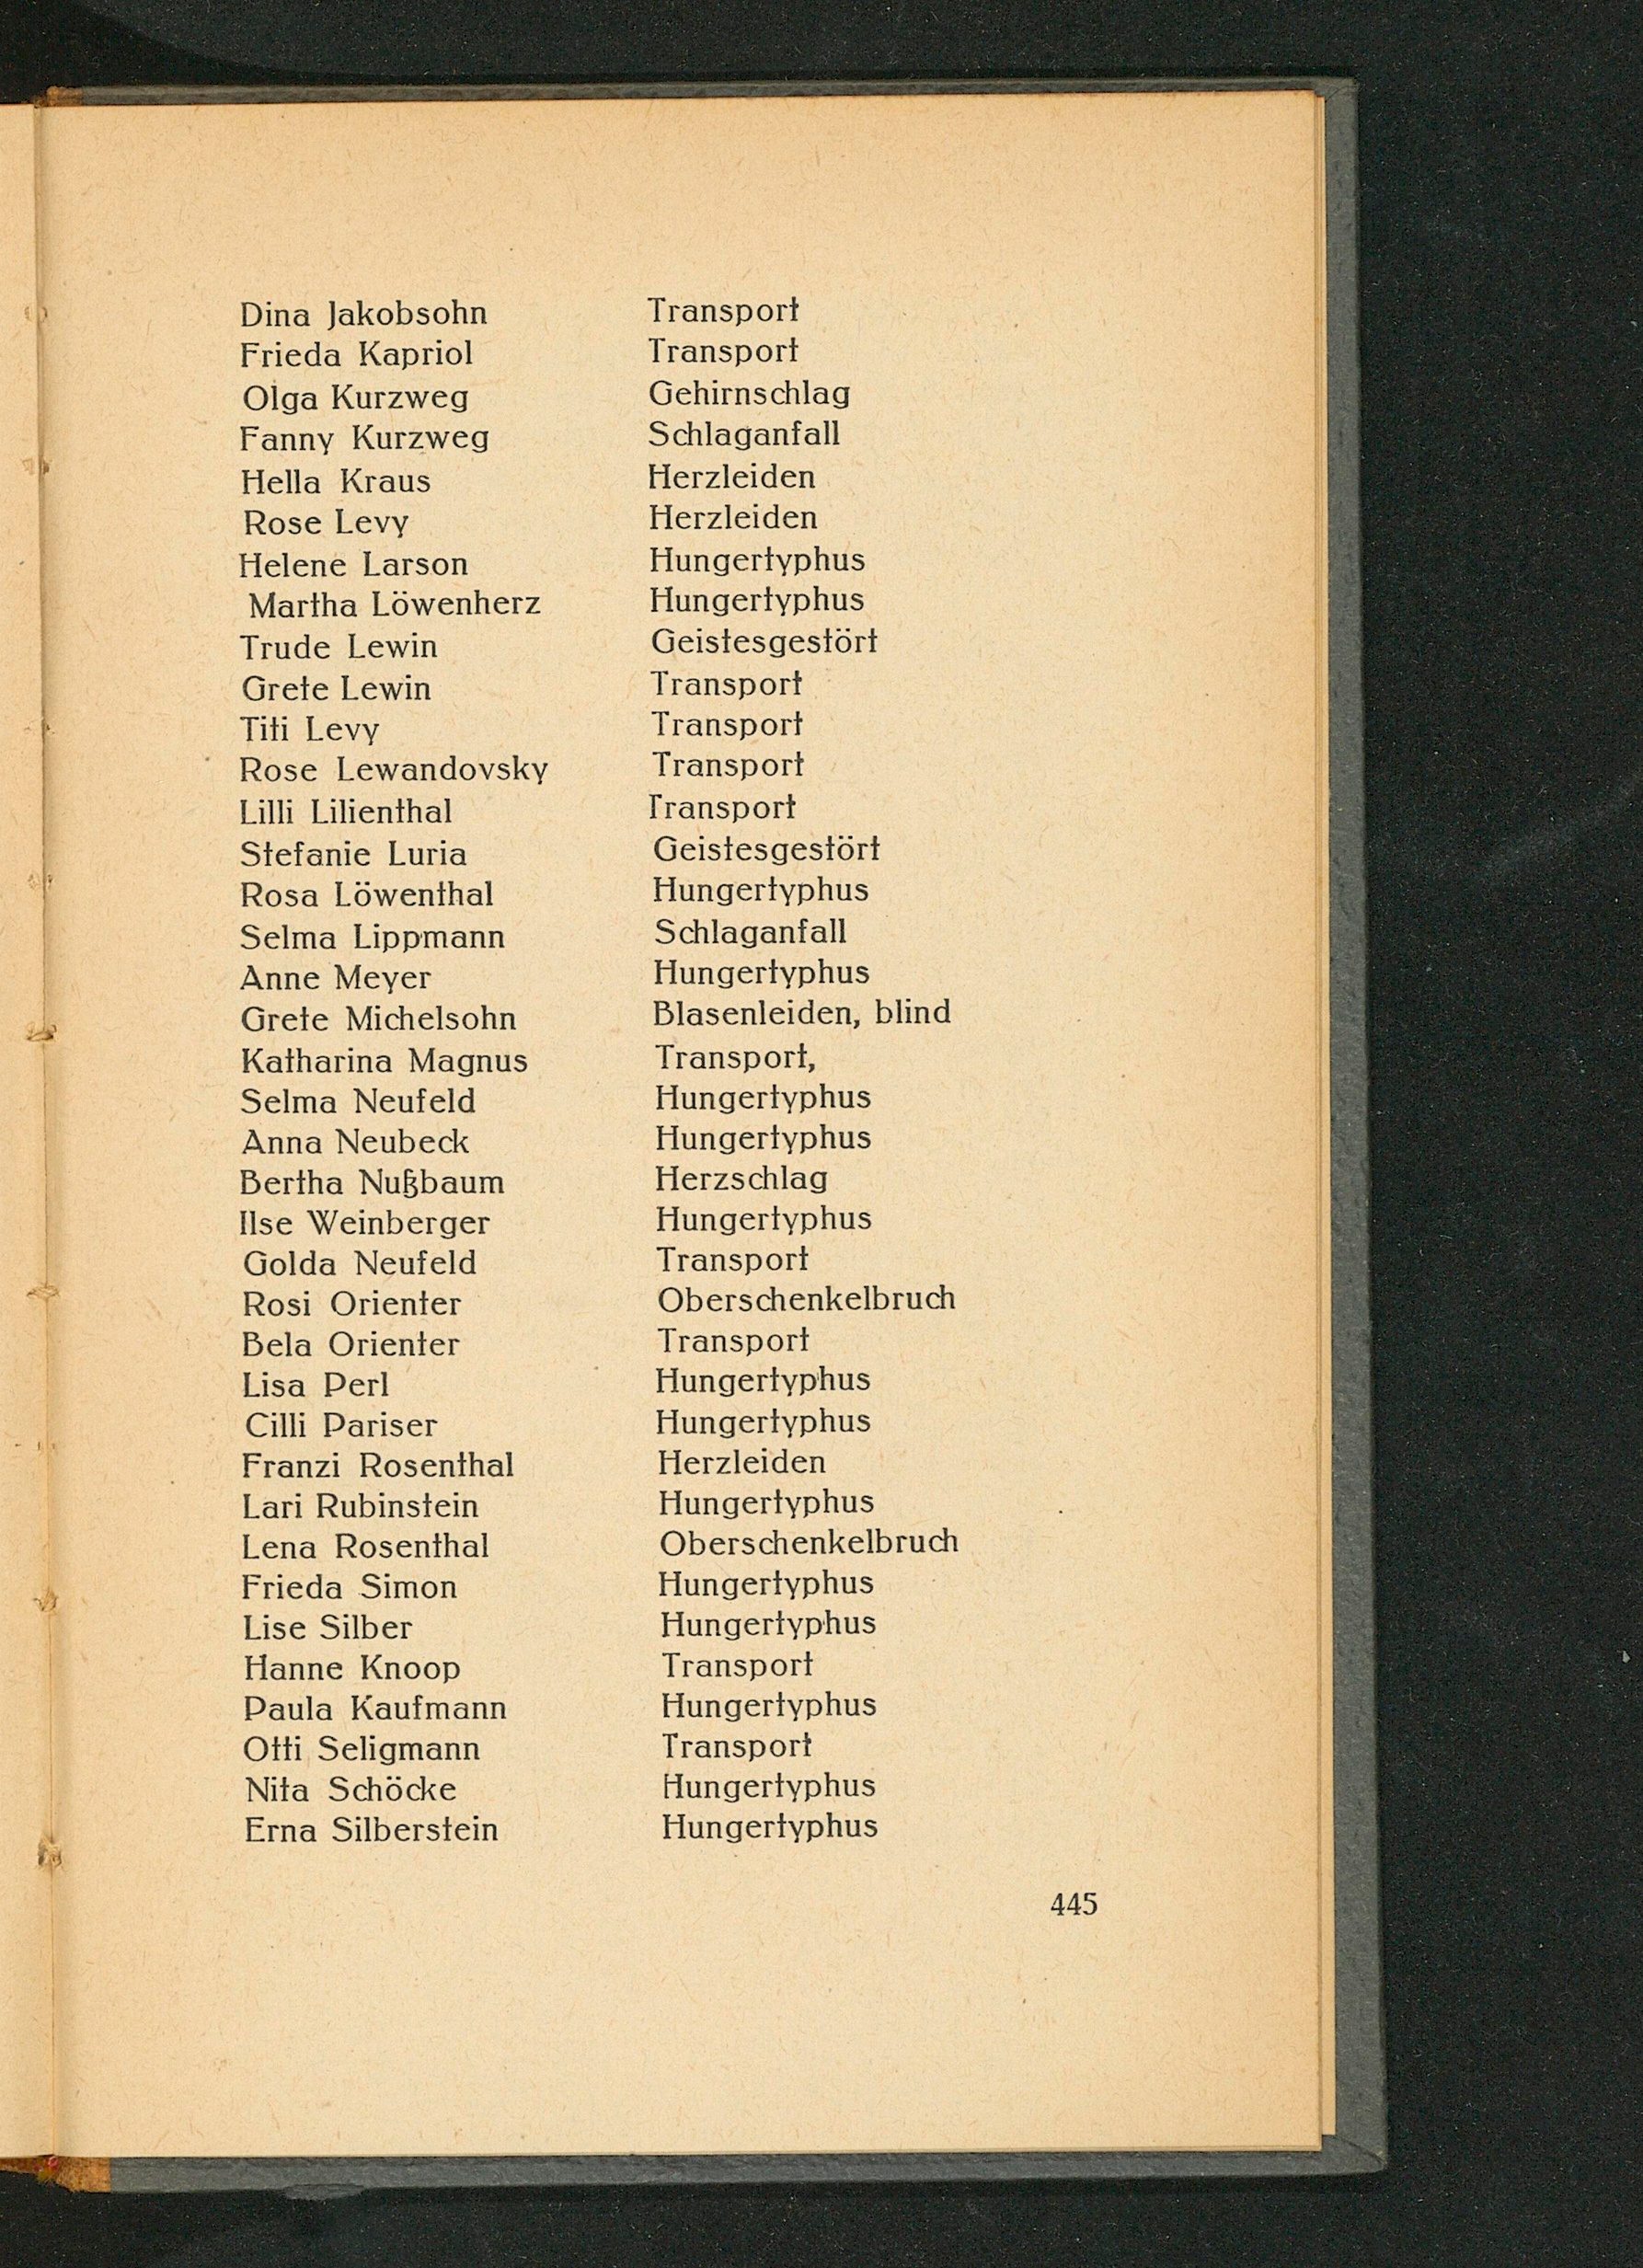 Dina Jakobsohn Transport
Frieda Kapriol Transport
Olga Kurzweg Gehirnschlag
Fanny Kurzweg Schlaganfall
Hella Kraus Herzleiden
Rose Levy Herzleiden
Helene Larson Hungertyphus
Martha Löwenherz Hungertyphus
Trude Lewin Geistesgestört
Grete Lewin Transport
Titi Levy Transport
Rose Lewandovsky Transport
Lilli Lilienthal Transport
Stefanie Luria Geistesgestört
Rosa Löwenthal Hungertyphus
Selma Lippmann Schlaganfall
Anne Meyer Hungertyphus
Grete Michelsohn Blasenleiden, blind
Katharina Magnus Transport,
Selma Neufeld Hungertyphus
Anna Neubeck Hungertyphus
Bertha Nußbaum Herzschlag
Ilse Weinberger Hungertyphus
Golda Neufeld Transport
Rosi Orienter Oberschenkelbruch
Bela Orienter Transport
Lisa Perl Hungertyphus
Cilli Pariser Hungertyphus
Franzi Rosenthal Herzleiden
Lari Rubinstein Hungertyphus
Lena Rosenthal Oberschenkelbruch
Frieda Simon Hungertyphus
Lise Silber Hungertyphus
Hanne Knoop Transport
Paula Kaufmann Hungertyphus
Otti Seligmann Transport
Nita Schöcke Hungertyphus
Erna Silberstein Hungertyphus
445